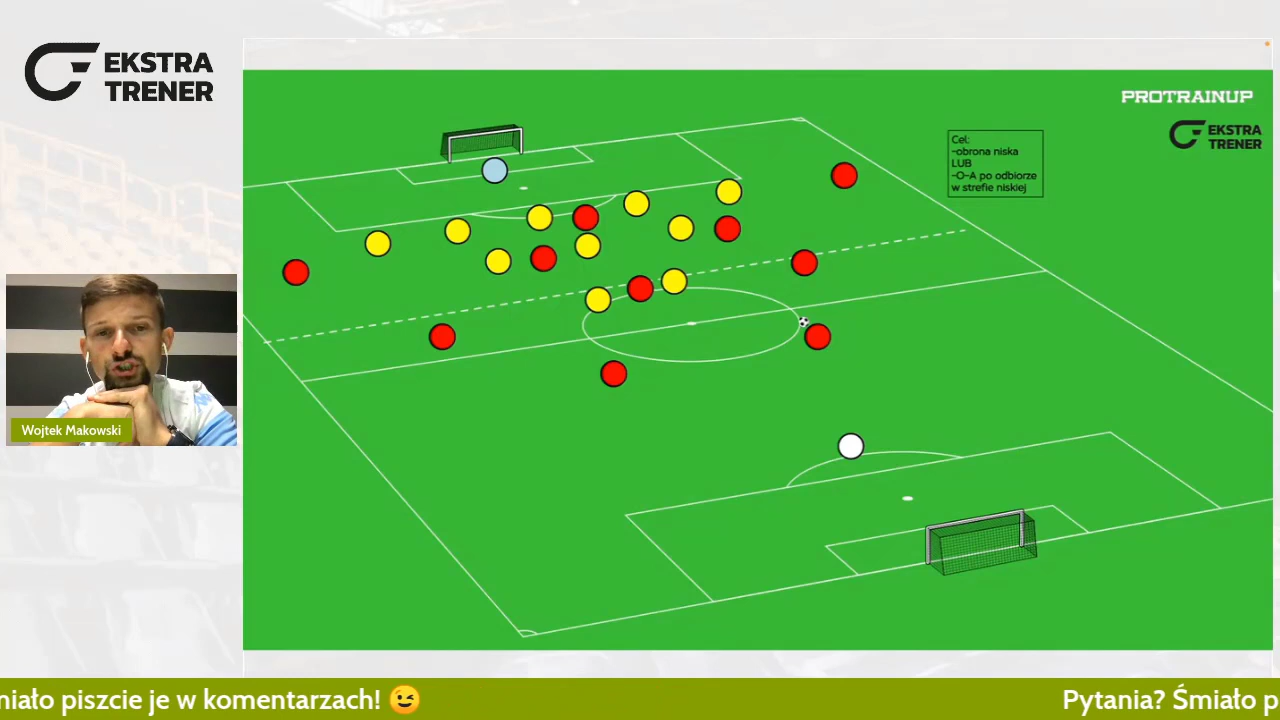 EKSTRA
TRENER
PROTRAINUP
EKSTRA
TRENER
Cel:
-obrona niska
LUB
-O-A po odbiorze
w strefie niskiej
Wojtek Makowski
miało piszcie je w komentarzach! 😉
Pytania? Śmiało p